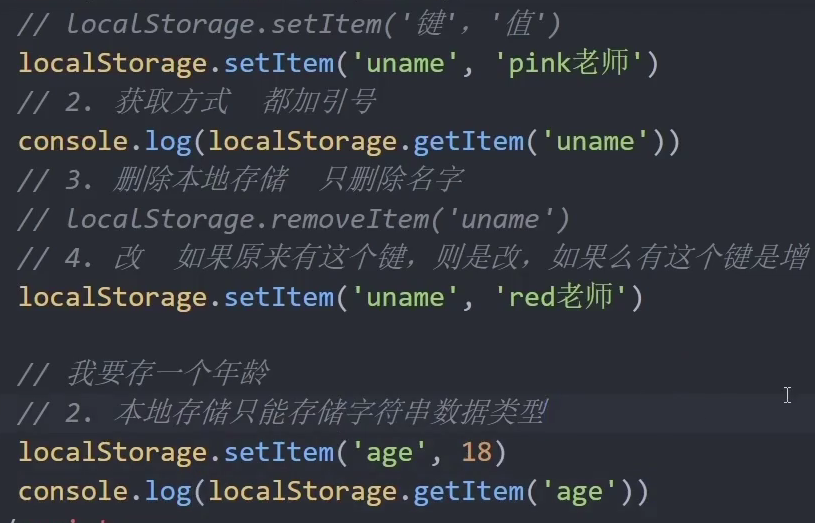 // localStorage.setItem('键', '值')
localStorage.setItem('uname', 'pink老师')
// 2. 获取方式  都加引号
console.log(localStorage.getItem('uname'))
// 3. 删除本地存储  只删除名字
// localStorage.removeItem('uname')
// 4. 改  如果原来有这个键，则是改，如果么有这个键是增
localStorage.setItem('uname', 'red老师')
// 我要存一个年龄
// 2. 本地存储只能存储字符串数据类型
localStorage.setItem('age', 18)
console.log(localStorage.getItem('age'))